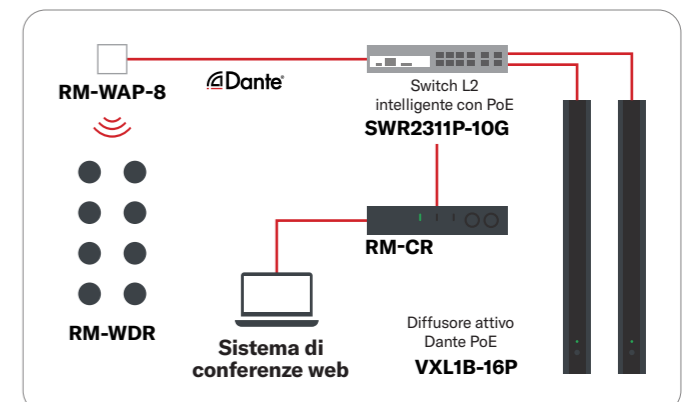 RM-WAP-8
Dante
Switch L2
intelligente con PoE
SWR2311P-10G
RM-CR
RM-WDR
Sistema di
conferenze web
Diffusore attivo
Dante PoE
VXL1B-16P